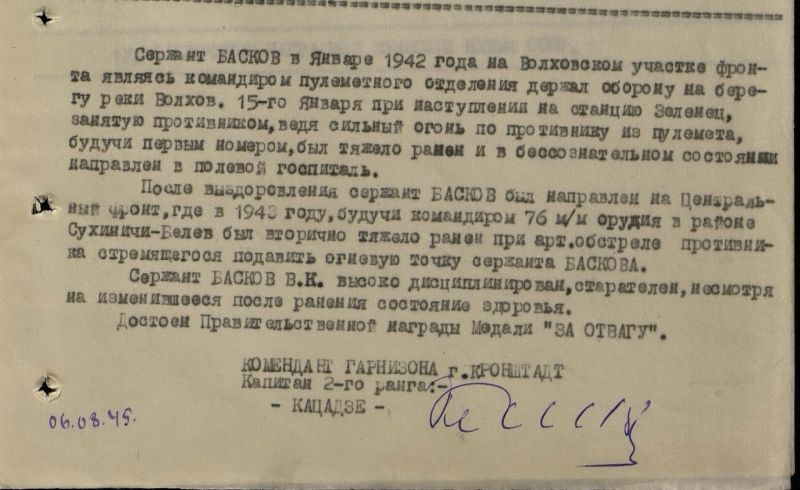 Сержант БАСКОВ в Январе 1942 года на Волховском участке фрон-
та являясь командиром пулеметного отделения держал оборону на бере-
гу реки Волхов. 15-го Января при наступлении на станцию Зеленец,
занятую противником, ведя сильный огонь по противнику из пулемета,
будучи первым номером, был тяжело ранен и в бессознательном состоянии
направлен в полевой госпиталь.
После выздоровления сержант БАСКОВ был направлен на Централь-
ный фронт, где в 1943 году, будучи командиром 76 м/м орудия в районе
Сухиничи-Белев был вторично тяжело ранен при арт.обстреле противни-
ка стремящегося подавить огневую точку сержанта БАСКОВА.
Сержант БАСКОВ В.К. высоко дисциплинирован, старателен, несмотря
на изменившееся после ранения состояние здоровья.
Достоен Правительственной награды Медали "ЗА ОТВАГУ".
КОМЕНДАНТ ГАРНИЗОНА г.КРОНШТАДТ
Капитан 2-го ранга:-
- КАЦАДЗЕ -
06.08.45.